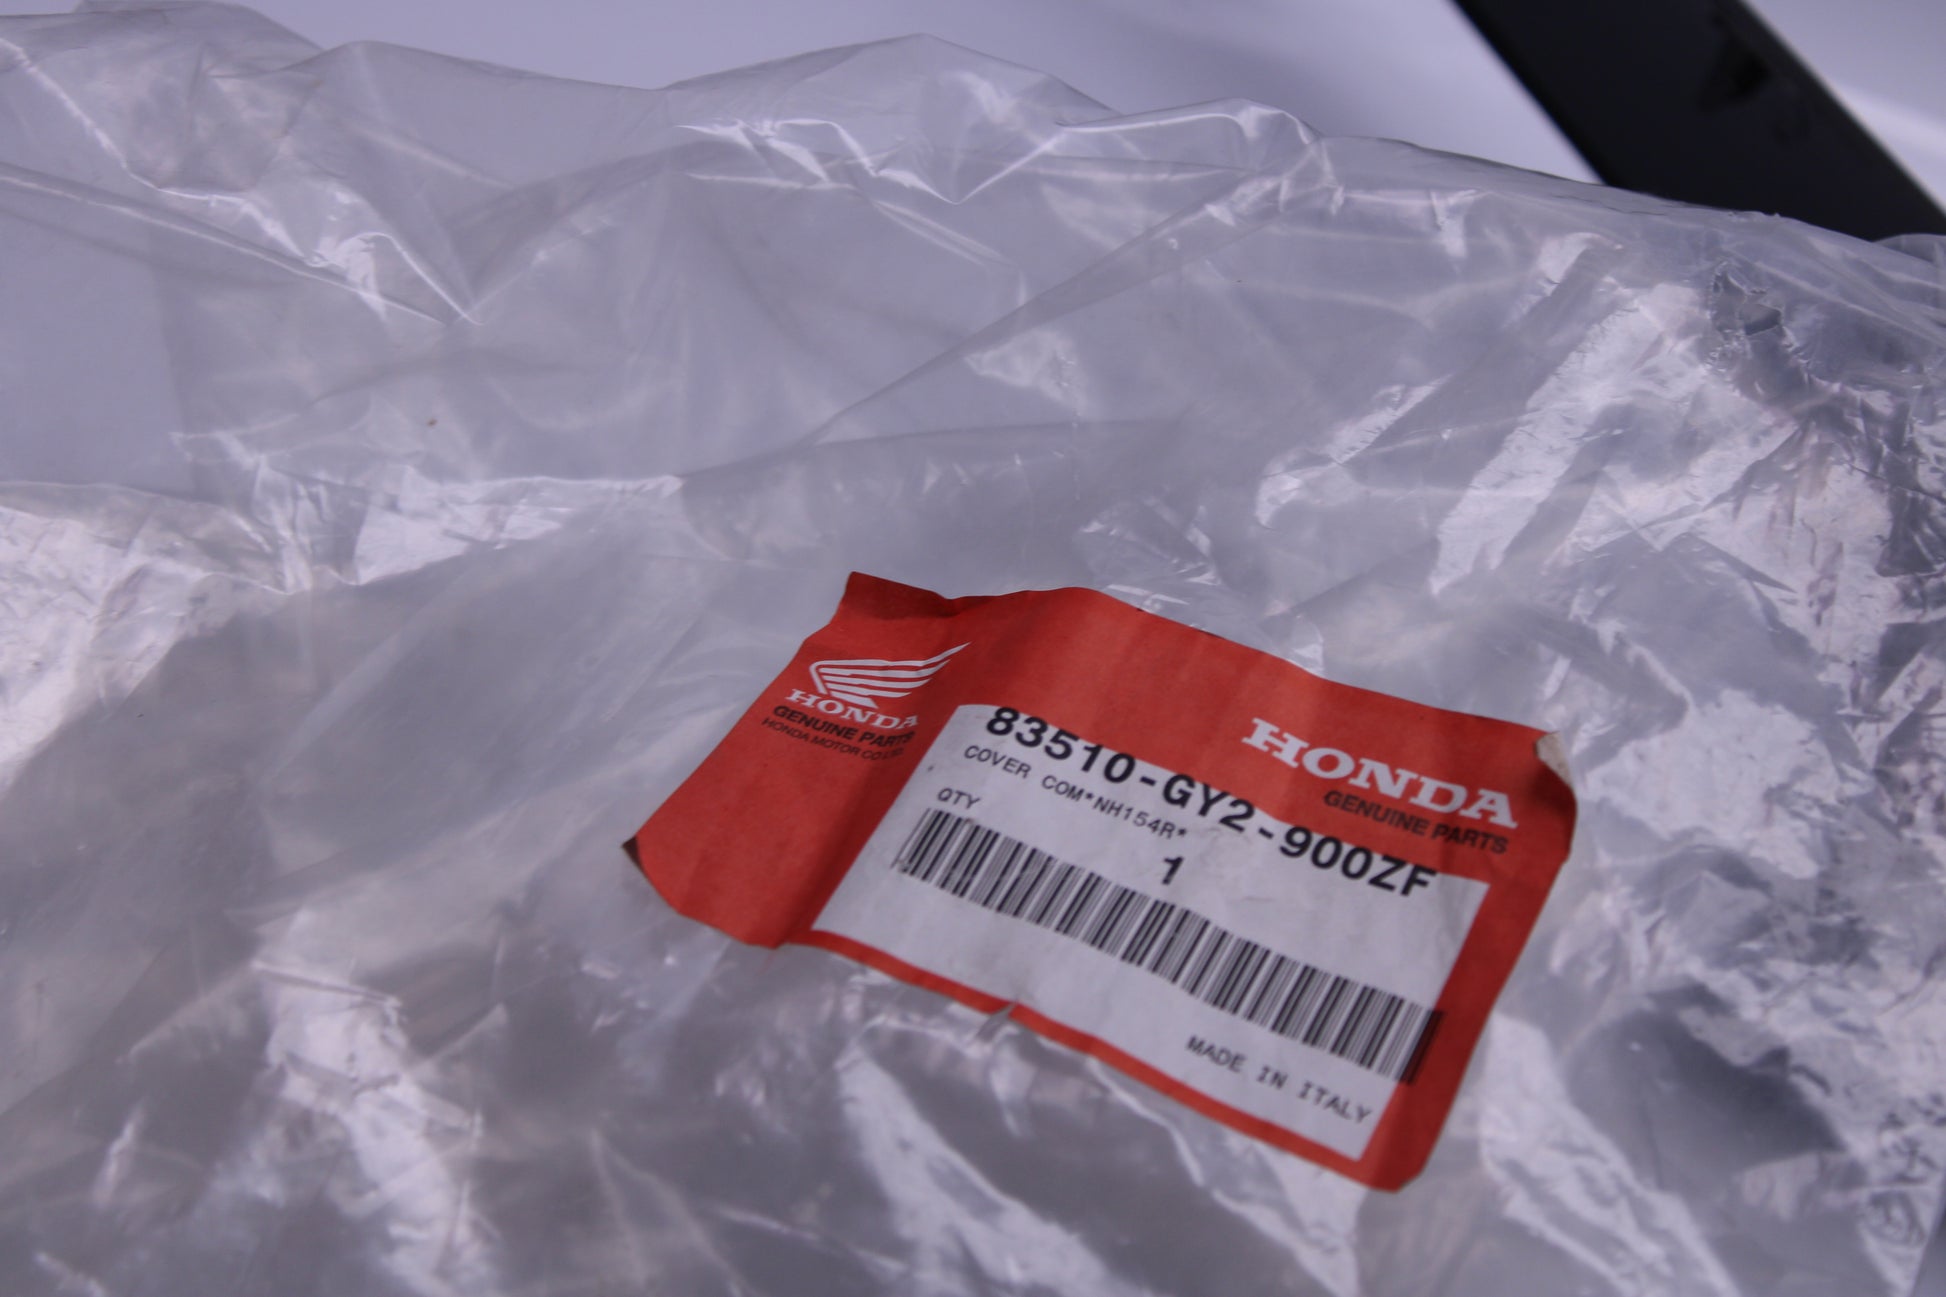 HONDA
GENUINE PARTS
HONDA MOTOR CO.,LTD.
HONDA
GENUINE PARTS
83510-GY2-900ZF
COVER COM*NH154R*
QTY
1
MADE IN ITALY